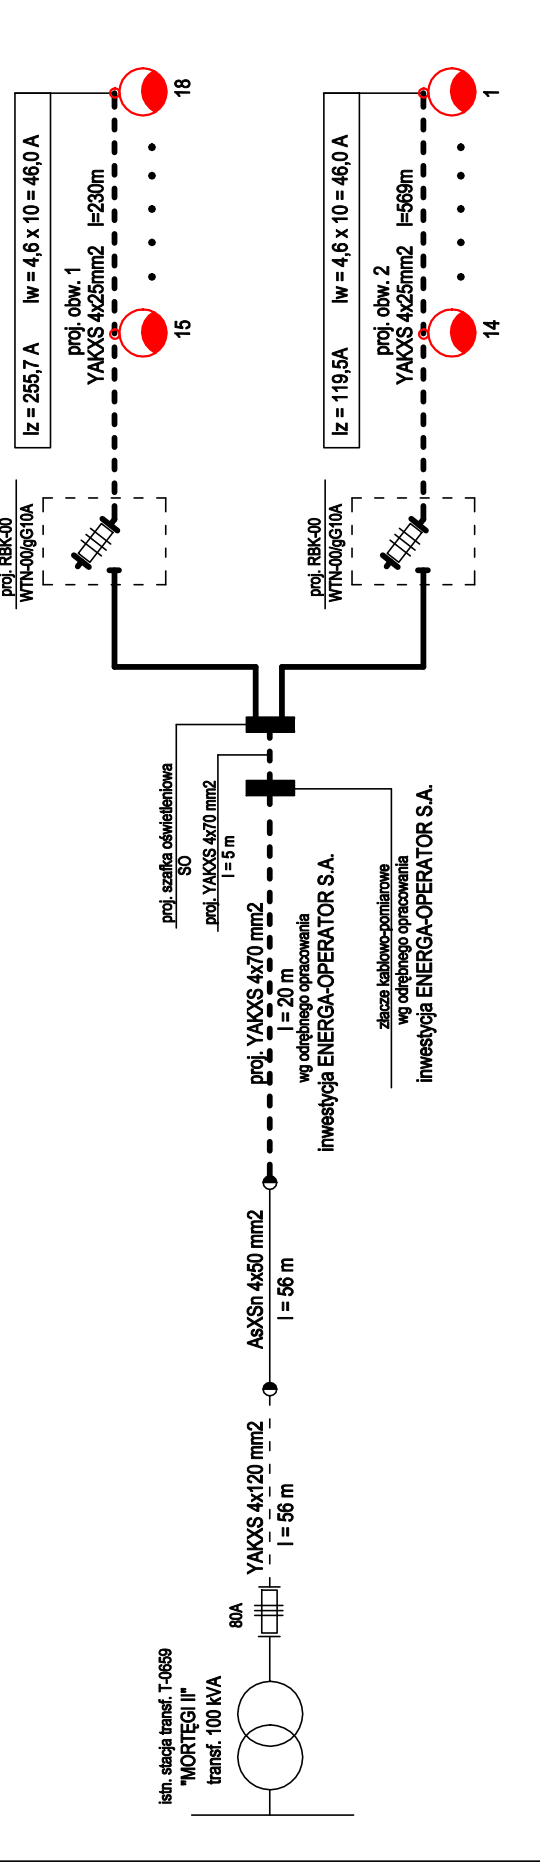 istn. stacja transf. T-0659
"MORTĘGI II"
transf. 100 kVA
80A
YAKXS 4x120 mm2
l = 56 m
AsXSn 4x50 mm2
l = 56 m
proj. YAKXS 4x70 mm2
l = 20 m
wg odrębnego opracowania
inwestycja ENERGA-OPERATOR S.A.
złacze kablowo-pomiarowe
wg odrębnego opracowania
inwestycja ENERGA-OPERATOR S.A.
proj. YAKXS 4x70 mm2
l = 5 m
proj. szafka oświetleniowa
SO
proj. RBK-00
WTN-00/gG10A
Iz = 255,7 A Iw = 4,6 x 10 = 46,0 A
proj. obw. 1
YAKXS 4x25mm2 l=230m
15
18
proj. RBK-00
WTN-00/gG10A
Iz = 119,5A Iw = 4,6 x 10 = 46,0 A
proj. obw. 2
YAKXS 4x25mm2 l=569m
14
1